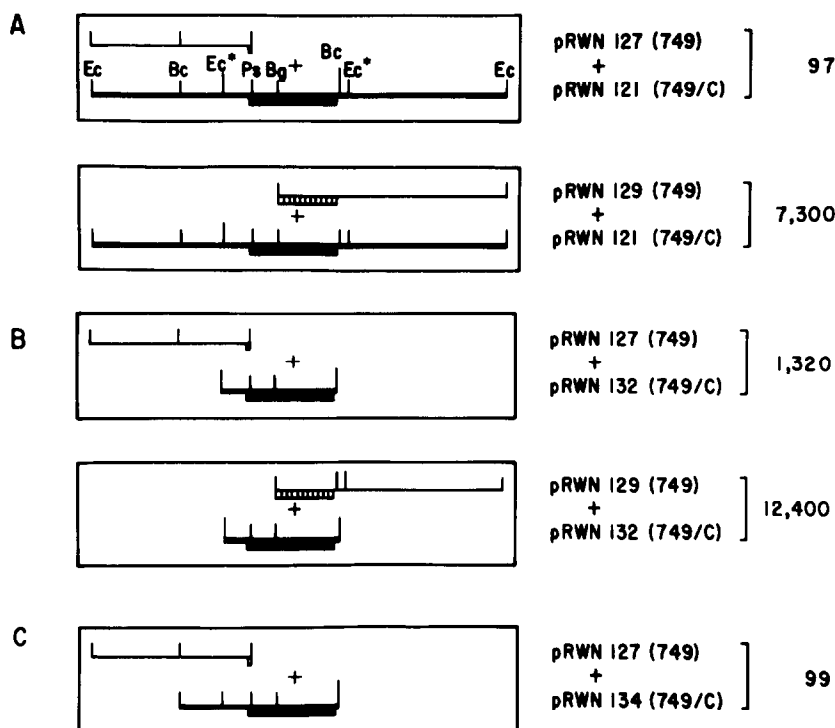 A
Ec Bc Ec* Ps Bg + Bc Ec* Ec
pRWN 127 (749)
+
pRWN 121 (749/C)
97
+
pRWN 129 (749)
+
pRWN 121 (749/C)
7,300
B
+
pRWN 127 (749)
+
pRWN 132 (749/C)
1,320
+
pRWN 129 (749)
+
pRWN 132 (749/C)
12,400
C
+
pRWN 127 (749)
+
pRWN 134 (749/C)
99